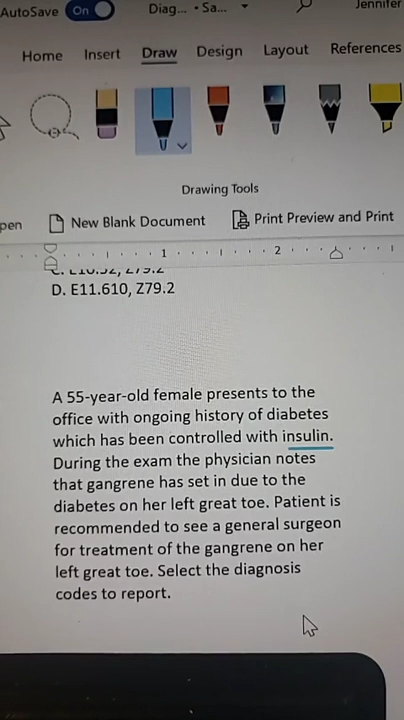 AutoSave On Diag... • Sa... Jennifer
Home Insert Draw Design Layout References
Drawing Tools
pen New Blank Document Print Preview and Print
1 2
D. E11.610, Z79.2
A 55-year-old female presents to the
office with ongoing history of diabetes
which has been controlled with insulin.
During the exam the physician notes
that gangrene has set in due to the
diabetes on her left great toe. Patient is
recommended to see a general surgeon
for treatment of the gangrene on her
left great toe. Select the diagnosis
codes to report.